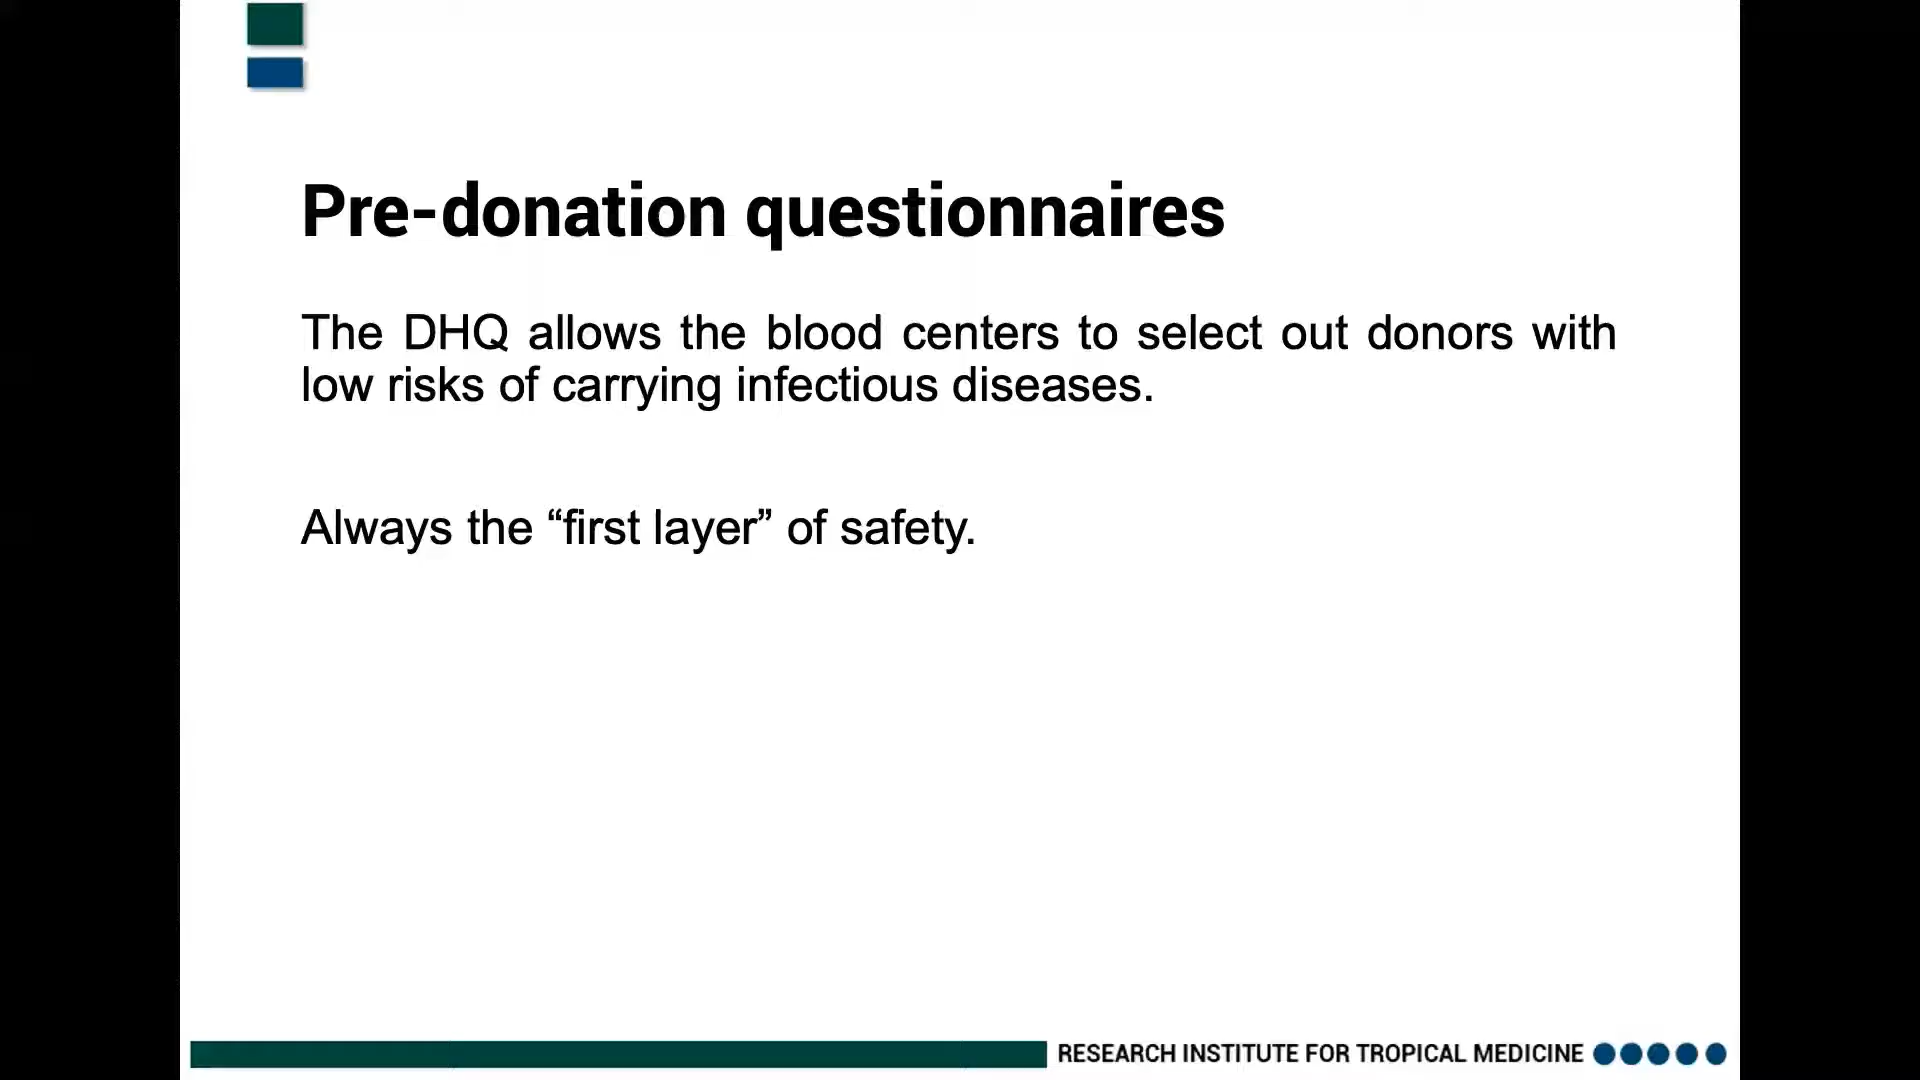 Pre-donation questionnaires
The DHQ allows the blood centers to select out donors with
low risks of carrying infectious diseases.
Always the “first layer” of safety.
RESEARCH INSTITUTE FOR TROPICAL MEDICINE